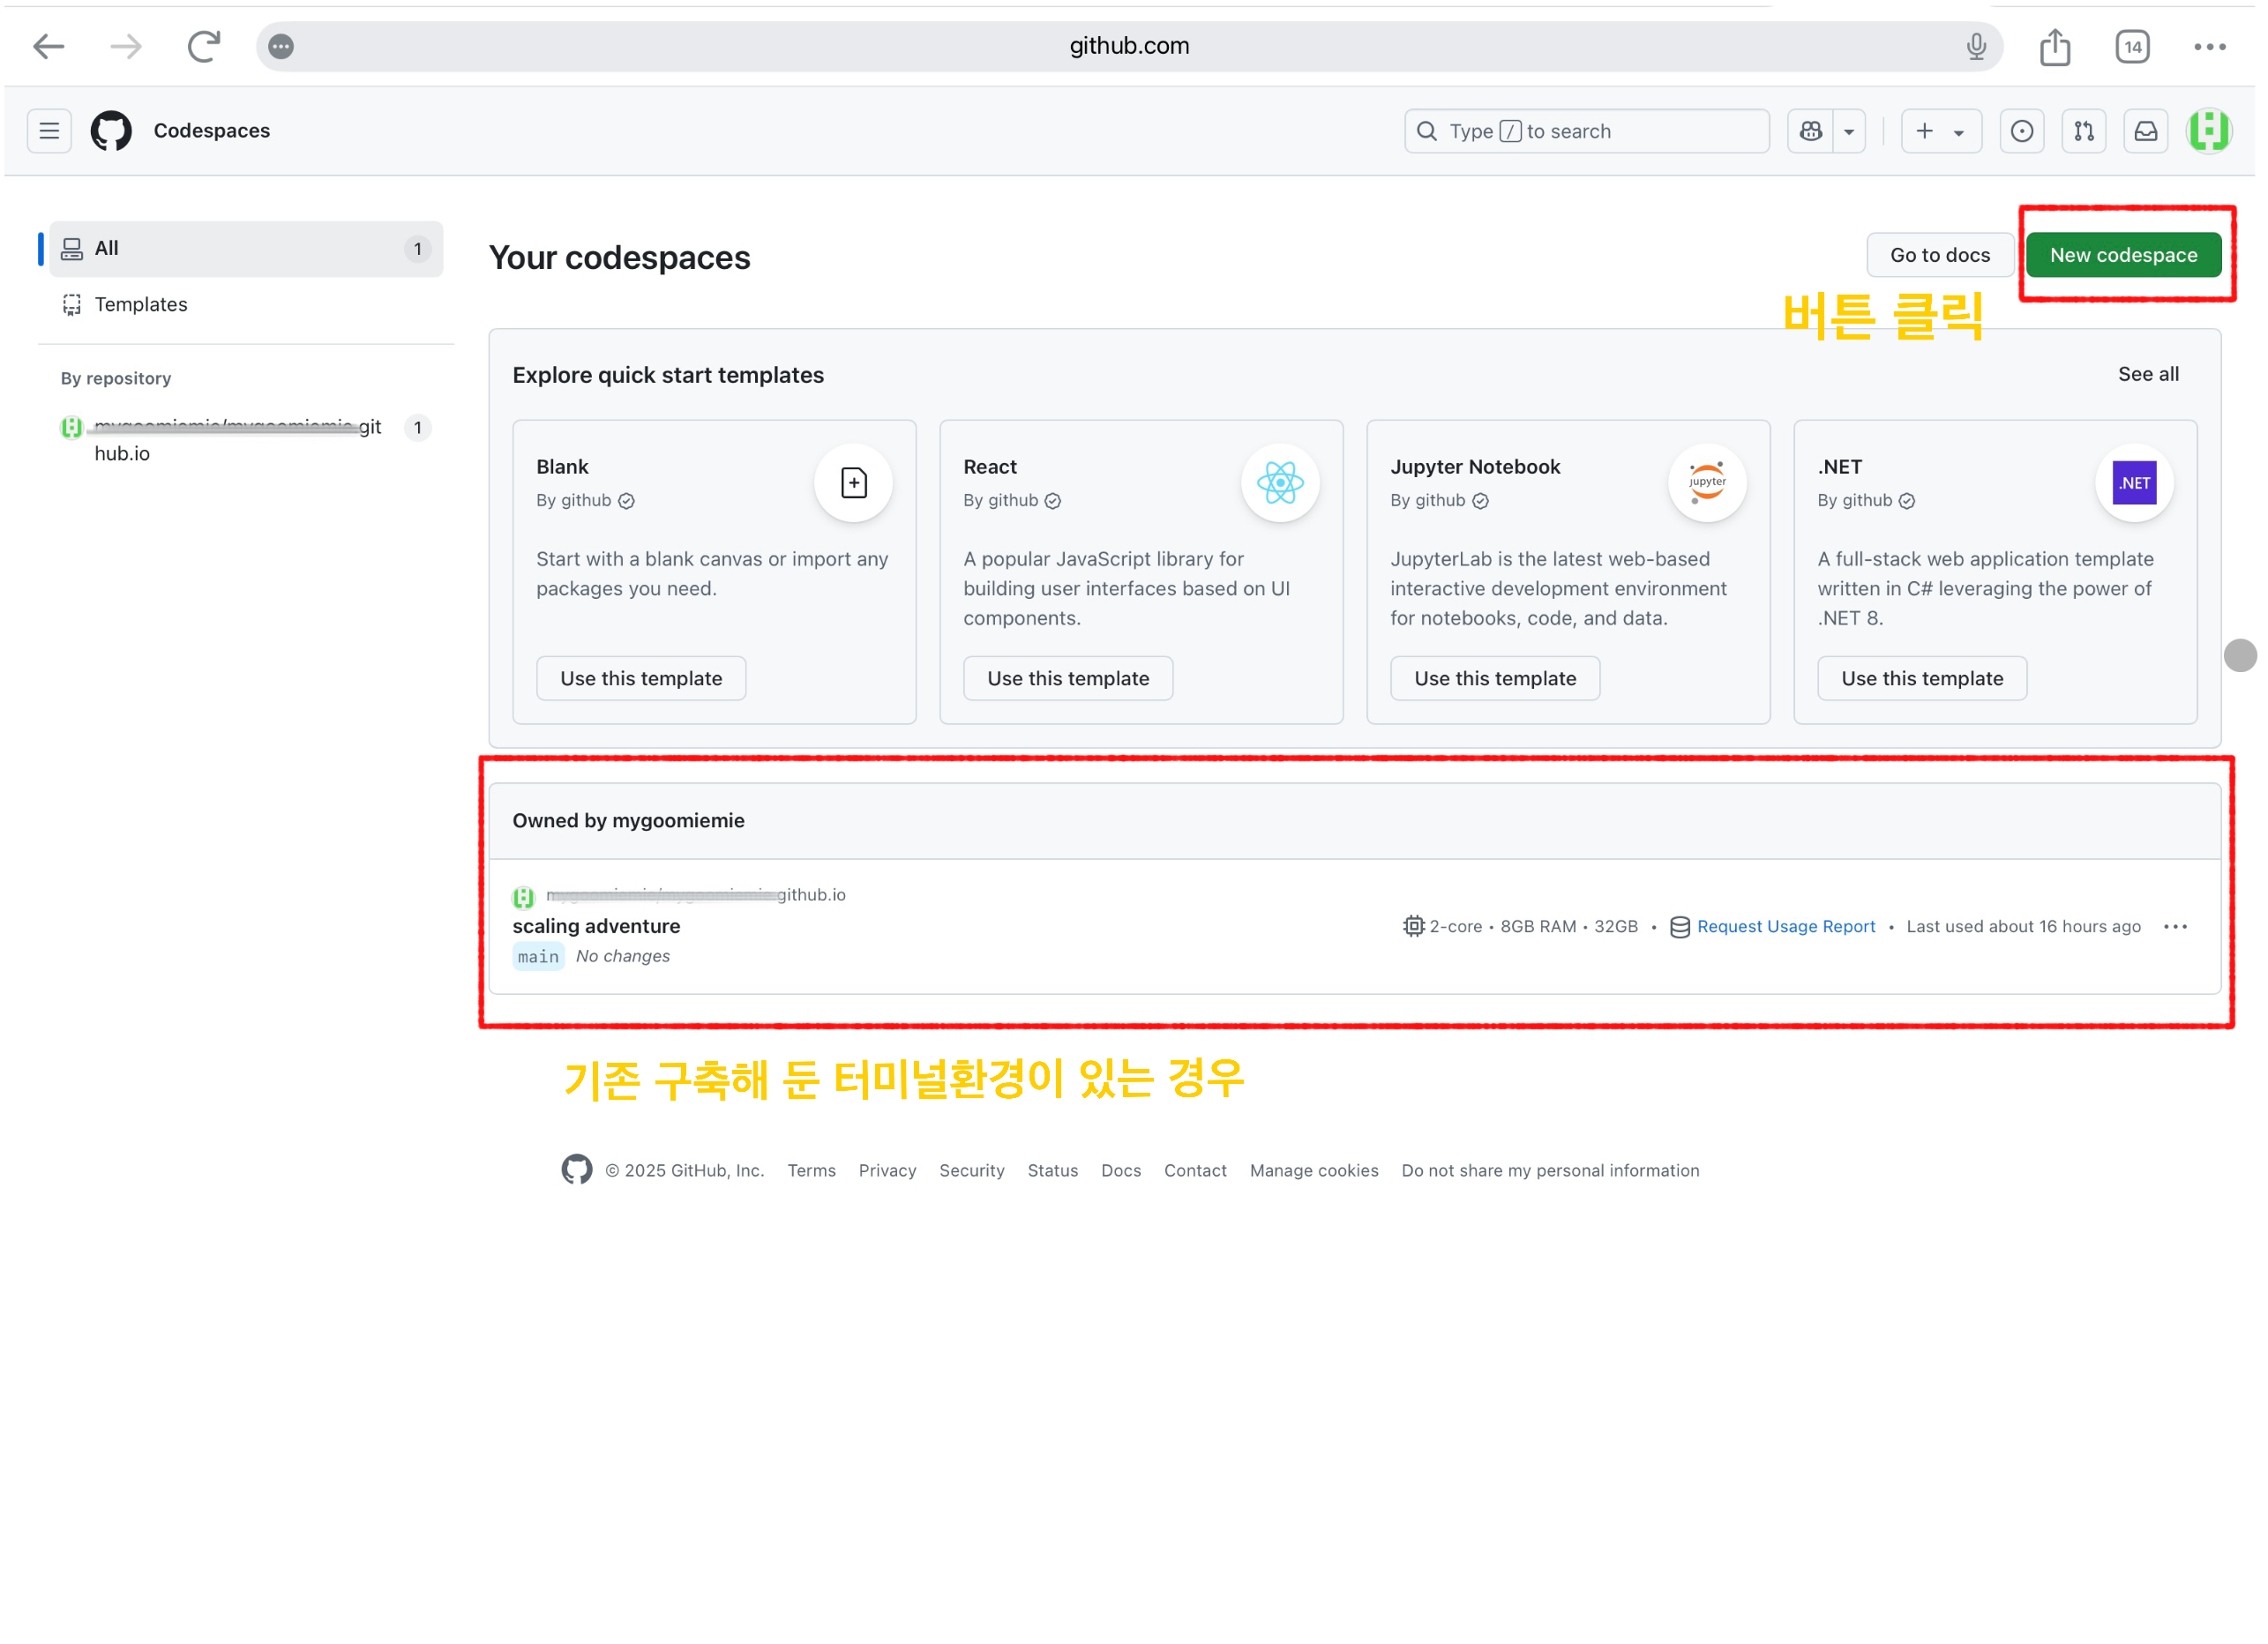 github.com
14
Codespaces
Type / to search
All
1
Your codespaces
Go to docs
New codespace
버튼 클릭
Templates
By repository
git
hub.io
1
Explore quick start templates
See all
Blank
By github
Start with a blank canvas or import any
packages you need.
Use this template
React
By github
A popular JavaScript library for
building user interfaces based on UI
components.
Use this template
Jupyter Notebook
By github
jupyter
JupyterLab is the latest web-based
interactive development environment
for notebooks, code, and data.
Use this template
.NET
By github
.NET
A full-stack web application template
written in C# leveraging the power of
.NET 8.
Use this template
Owned by mygoomiemie
github.io
scaling adventure
2-core • 8GB RAM • 32GB • Request Usage Report • Last used about 16 hours ago
main No changes
기존 구축해 둔 터미널환경이 있는 경우
© 2025 GitHub, Inc. Terms Privacy Security Status Docs Contact Manage cookies Do not share my personal information